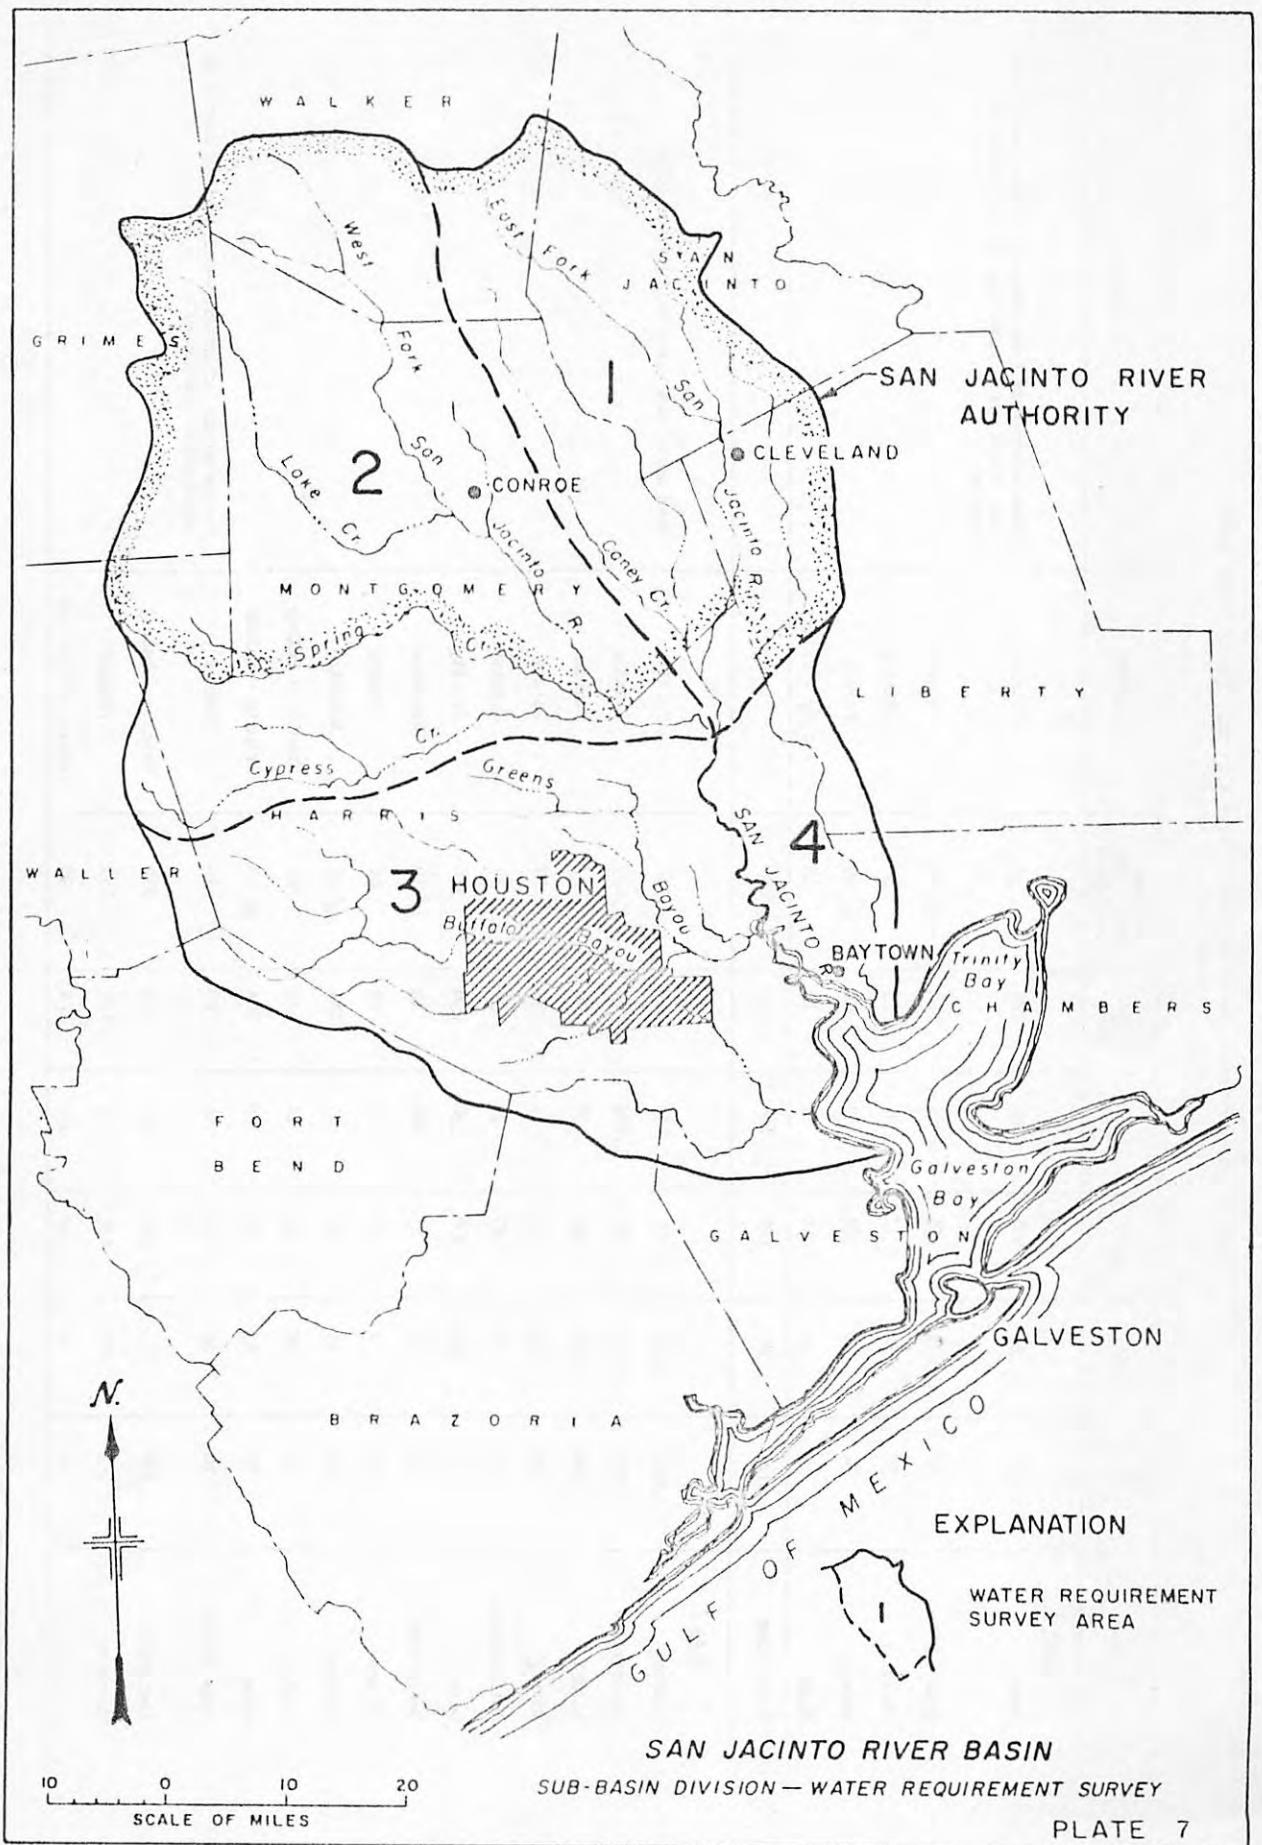 WALKER
West
East Fork
SAN
JACINTO
GRIMES
Fork
1
San
SAN JACINTO RIVER
AUTHORITY
2
San
CLEVELAND
Lake
Cr.
CONROE
Jacinto
Jacinto R.
Caney Cr.
MONTGOMERY
R.
Spring
Cr.
LIBERTY
Cr.
Cypress
Greens
HARRIS
SAN JACINTO R.
4
WALLER
3
HOUSTON
Bayou
Buffalo
Bayou
BAYTOWN
Trinity
Bay
CHAMBERS
FORT
BEND
Galveston
Bay
GALVESTON
GALVESTON
N.
BRAZORIA
GULF OF MEXICO
EXPLANATION
1
WATER REQUIREMENT
SURVEY AREA
SAN JACINTO RIVER BASIN
SUB-BASIN DIVISION — WATER REQUIREMENT SURVEY
10 0 10 20
SCALE OF MILES
PLATE 7